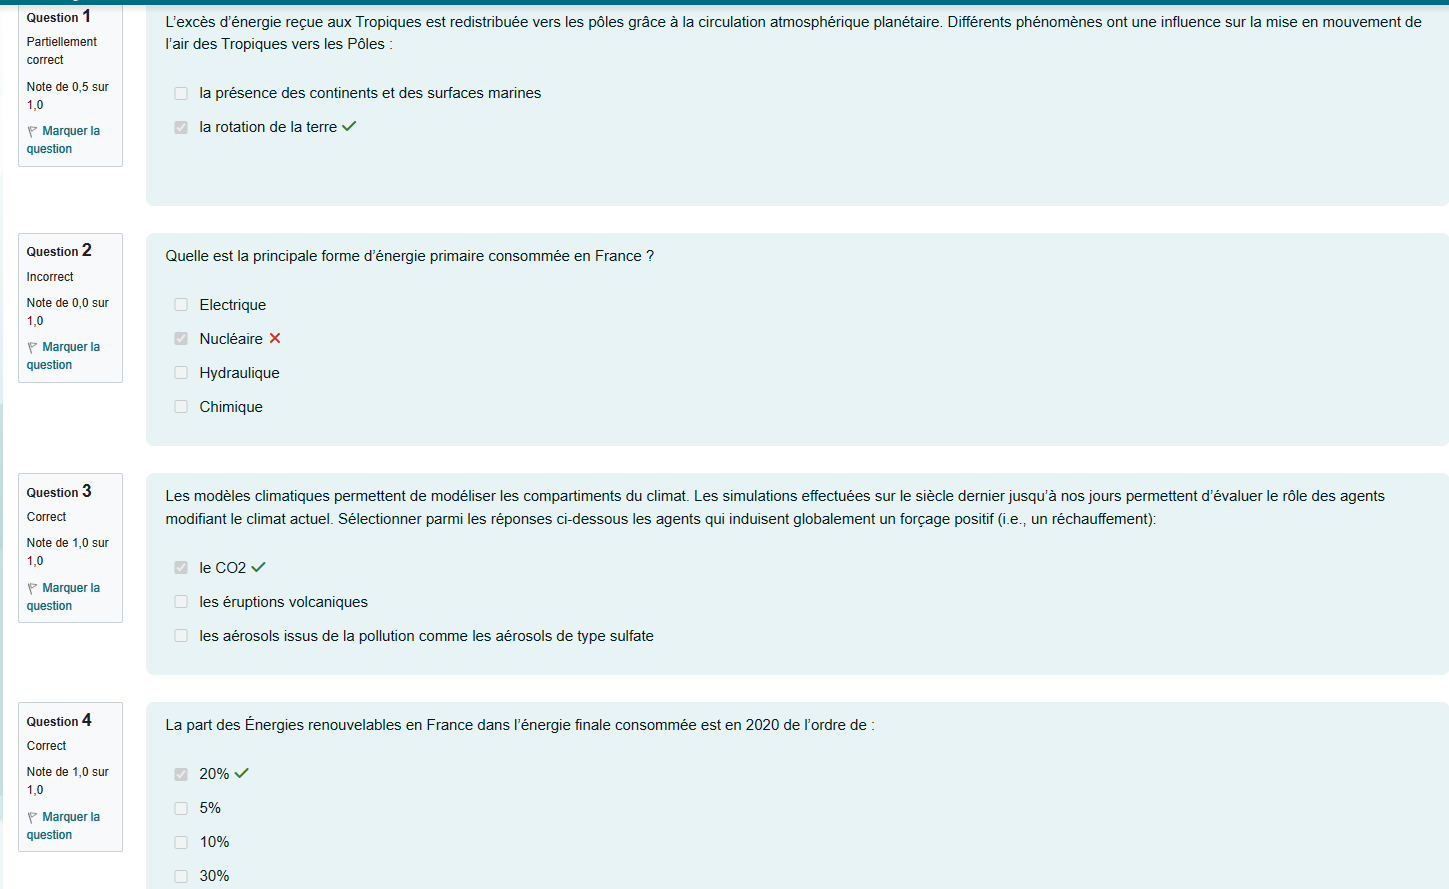 Question 1
Partiellement
correct
Note de 0,5 sur
1,0
Marquer la
question
L’excès d’énergie reçue aux Tropiques est redistribuée vers les pôles grâce à la circulation atmosphérique planétaire. Différents phénomènes ont une influence sur la mise en mouvement de
l’air des Tropiques vers les Pôles :
la présence des continents et des surfaces marines
la rotation de la terre
Question 2
Incorrect
Note de 0,0 sur
1,0
Marquer la
question
Quelle est la principale forme d’énergie primaire consommée en France ?
Electrique
Nucléaire
Hydraulique
Chimique
Question 3
Correct
Note de 1,0 sur
1,0
Marquer la
question
Les modèles climatiques permettent de modéliser les compartiments du climat. Les simulations effectuées sur le siècle dernier jusqu’à nos jours permettent d’évaluer le rôle des agents
modifiant le climat actuel. Sélectionner parmi les réponses ci-dessous les agents qui induisent globalement un forçage positif (i.e., un réchauffement):
le CO2
les éruptions volcaniques
les aérosols issus de la pollution comme les aérosols de type sulfate
Question 4
Correct
Note de 1,0 sur
1,0
Marquer la
question
La part des Énergies renouvelables en France dans l’énergie finale consommée est en 2020 de l’ordre de :
20%
5%
10%
30%